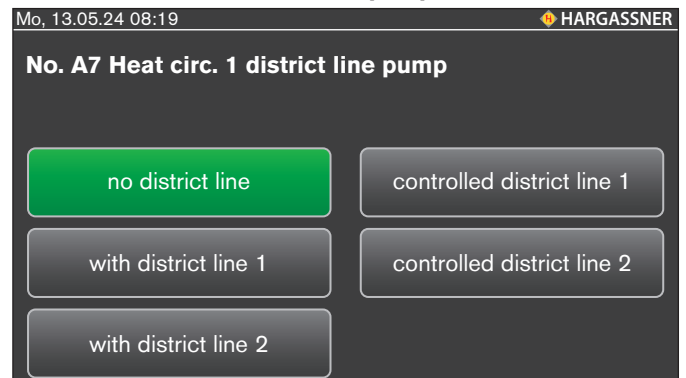 Mo, 13.05.24 08:19 HARGASSNER
No. A7 Heat circ. 1 district line pump
no district line
controlled district line 1
with district line 1
controlled district line 2
with district line 2